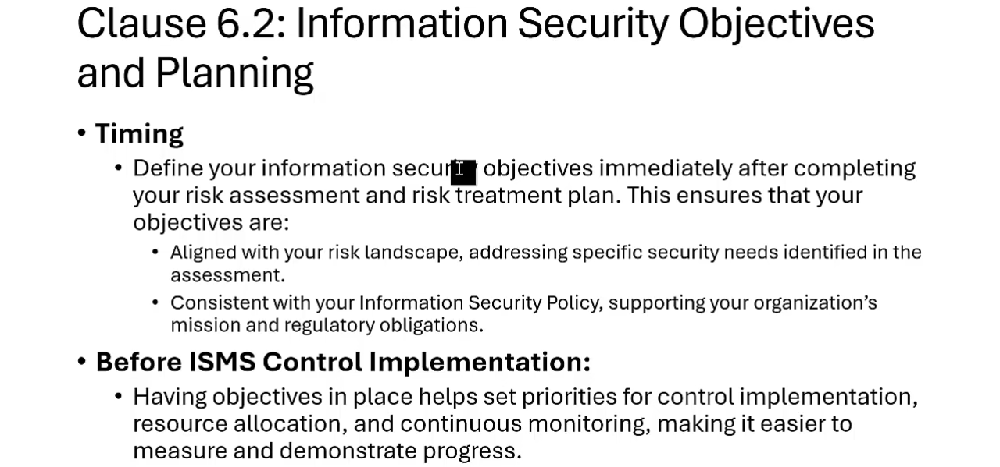 Clause 6.2: Information Security Objectives
and Planning
• Timing
• Define your information security objectives immediately after completing
your risk assessment and risk treatment plan. This ensures that your
objectives are:
• Aligned with your risk landscape, addressing specific security needs identified in the
assessment.
• Consistent with your Information Security Policy, supporting your organization’s
mission and regulatory obligations.
• Before ISMS Control Implementation:
• Having objectives in place helps set priorities for control implementation,
resource allocation, and continuous monitoring, making it easier to
measure and demonstrate progress.